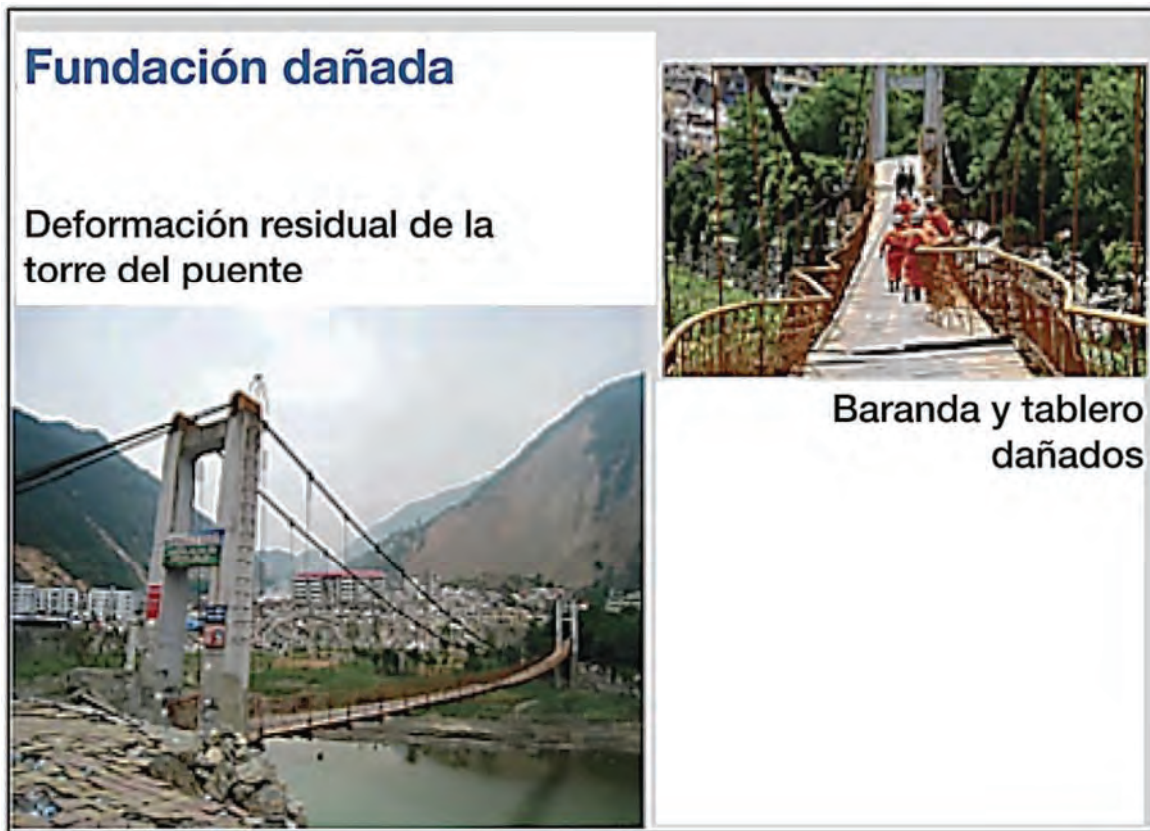 Fundación dañada
Deformación residual de la
torre del puente
Baranda y tablero
dañados